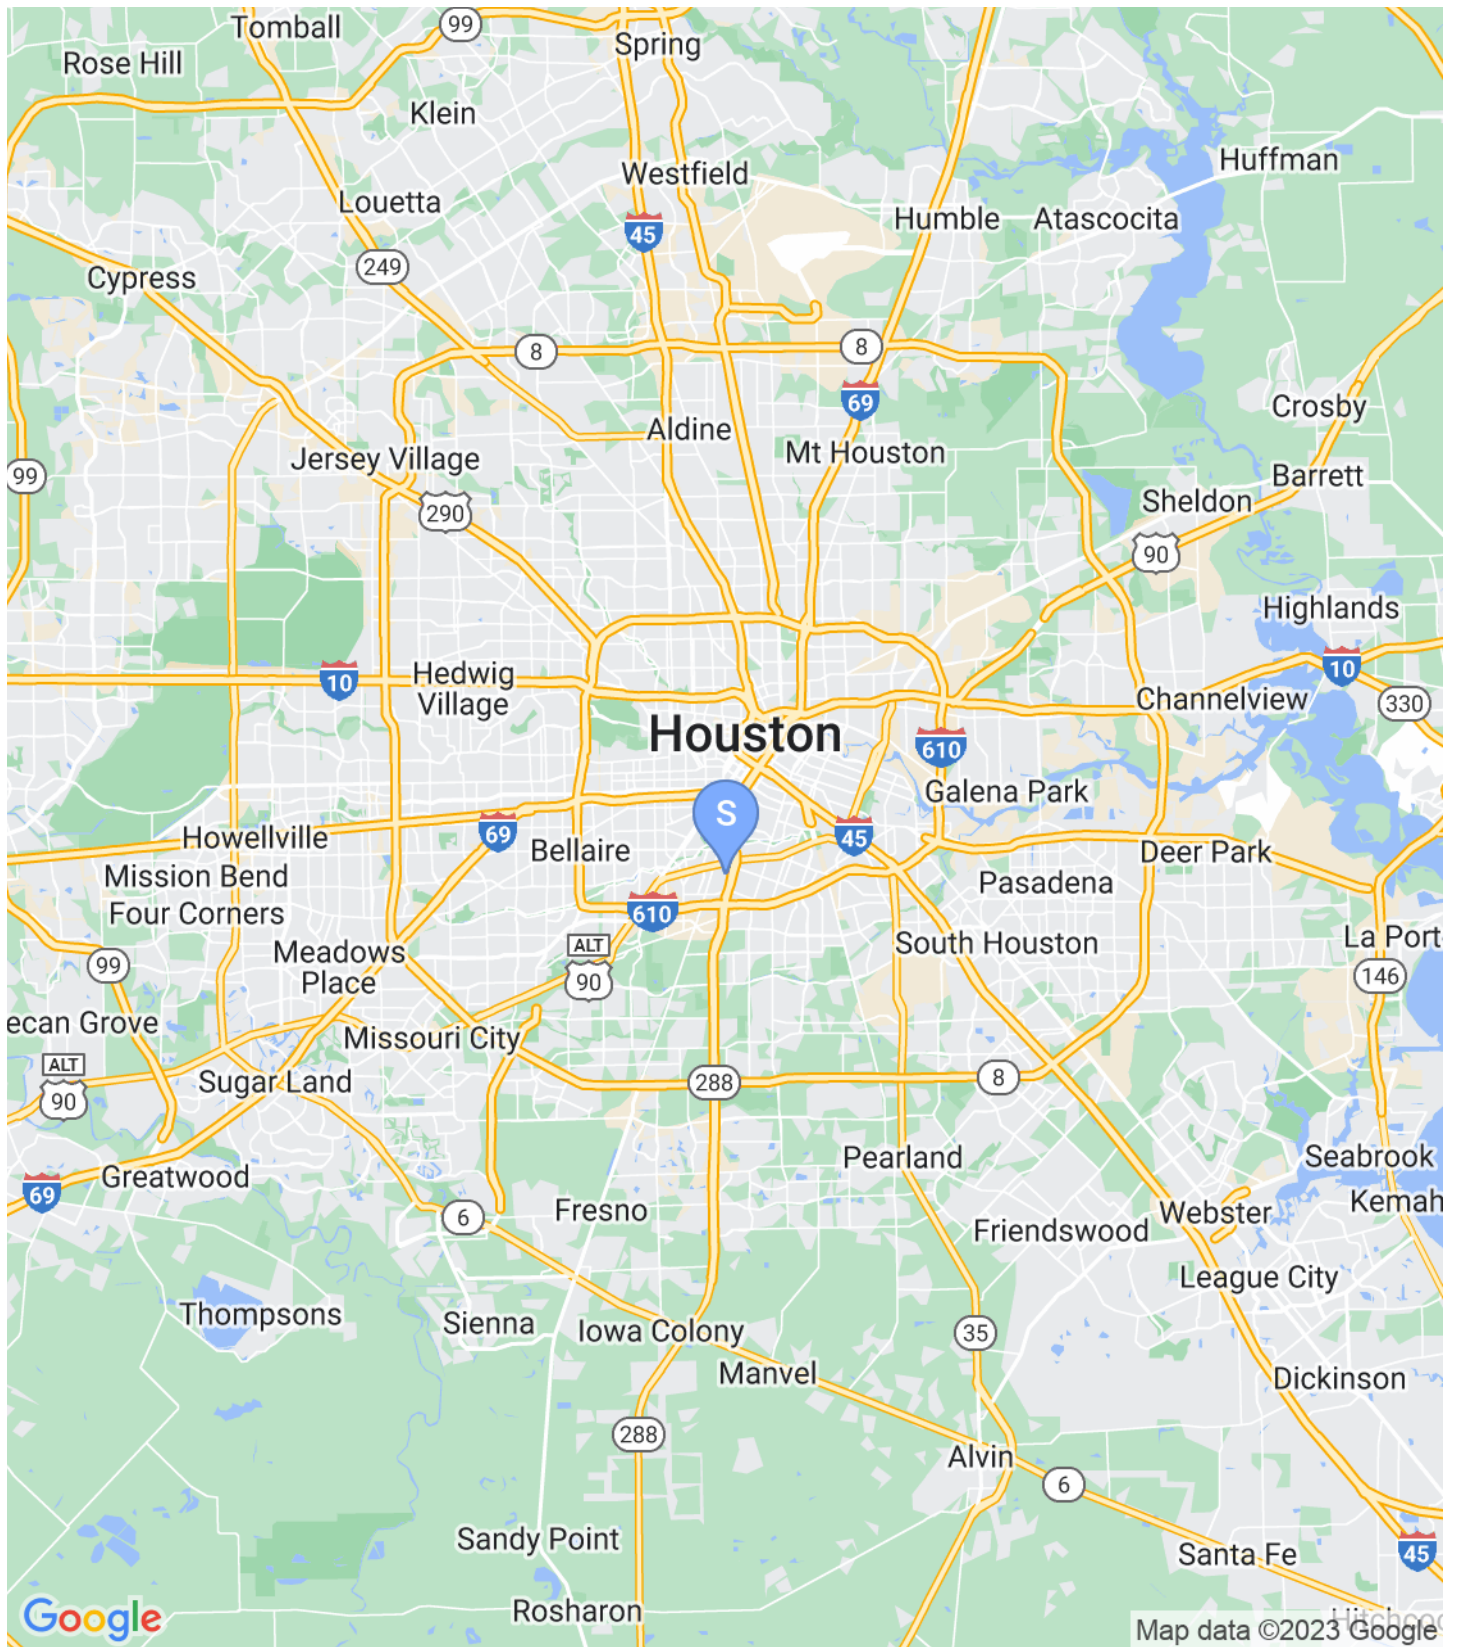 Tomball
99
Spring
Rose Hill
Klein
Huffman
Westfield
Louetta
Humble
Atascocita
45
249
Cypress
8
8
69
Crosby
Aldine
Mt Houston
Jersey Village
99
Barrett
Sheldon
290
90
Highlands
10
Hedwig
Village
10
Channelview
330
Houston
610
Galena Park
S
69
45
Howellville
Bellaire
Deer Park
Mission Bend
Pasadena
Four Corners
610
ALT
90
South Houston
La Port
Meadows
Place
99
146
ecan Grove
Missouri City
ALT
90
Sugar Land
288
8
Pearland
Seabrook
Greatwood
69
Kemah
Fresno
6
Webster
Friendswood
League City
Thompsons
Sienna
Iowa Colony
35
Manvel
Dickinson
288
Alvin
6
Sandy Point
Santa Fe
45
Google
Rosharon
Hitchcoc
Map data ©2023 Google